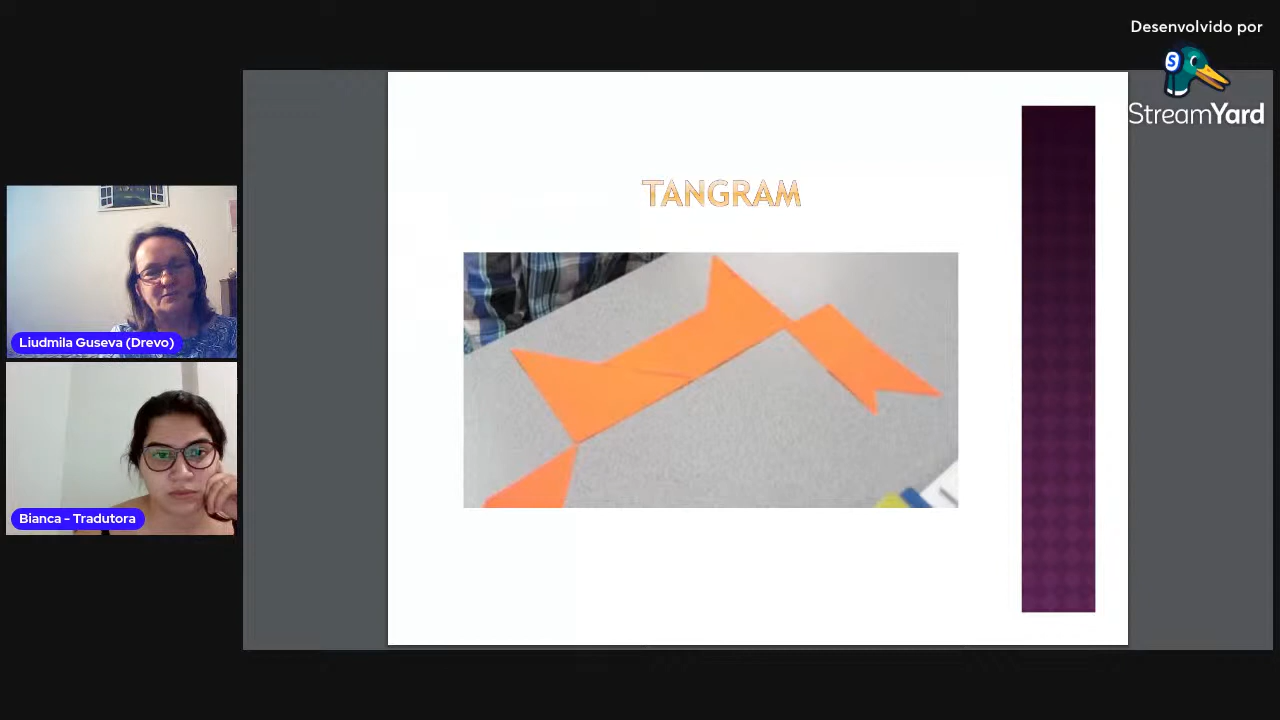 Desenvolvido por
StreamYard
TANGRAM
Liudmila Guseva (Drevo)
Bianca - Tradutora